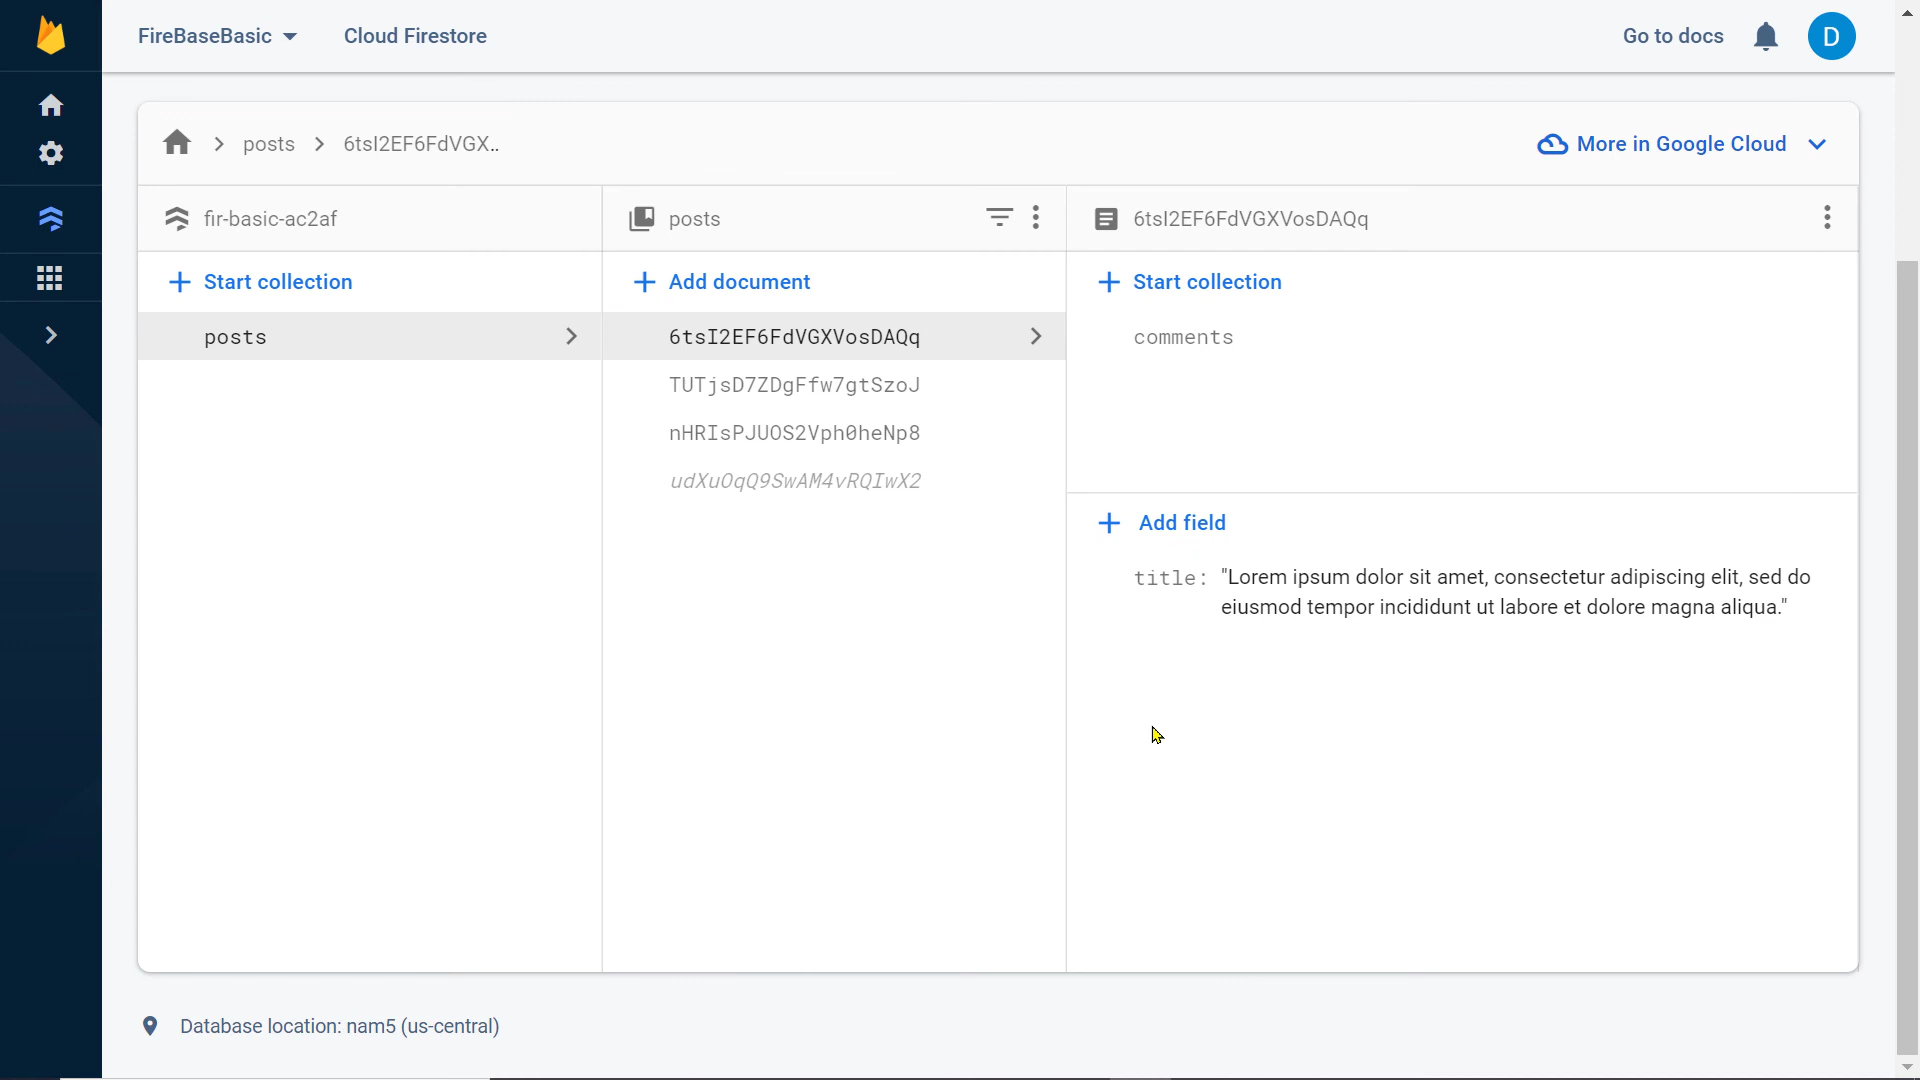 FireBaseBasic
Cloud Firestore
Go to docs
D
posts
6tsI2EF6FdVGX..
More in Google Cloud
fir-basic-ac2af
posts
6tsI2EF6FdVGXVosDAQq
Start collection
Add document
Start collection
posts
6tsI2EF6FdVGXVosDAQq
comments
TUTjsD7ZDgFfw7gtSzoJ
nHRIsPJUOS2Vph0heNp8
udXuOqQ9SwAM4vRQIwX2
Add field
title: "Lorem ipsum dolor sit amet, consectetur adipiscing elit, sed do
eiusmod tempor incididunt ut labore et dolore magna aliqua."
Database location: nam5 (us-central)